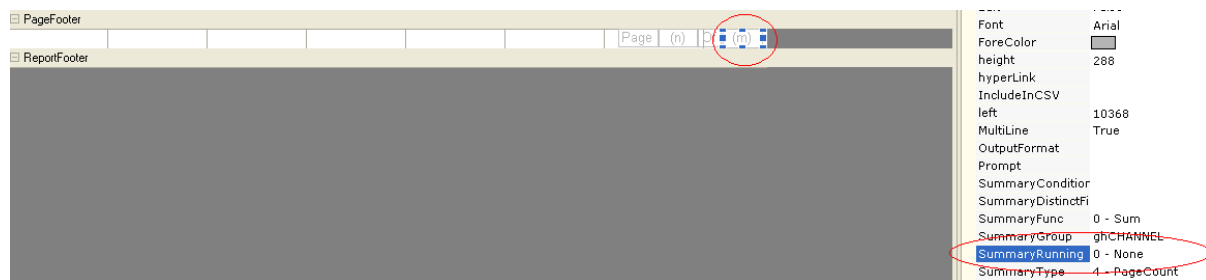 PageFooter
Page (n) (m)
ReportFooter
Font Arial
ForeColor
height 288
hyperLink
IncludeInCSV
left 10368
MultiLine True
OutputFormat
Prompt
SummaryCondition
SummaryDistinctFi
SummaryFunc 0 - Sum
SummaryGroup ghCHANNEL
SummaryRunning 0 - None
SummaryType 4 - PageCount